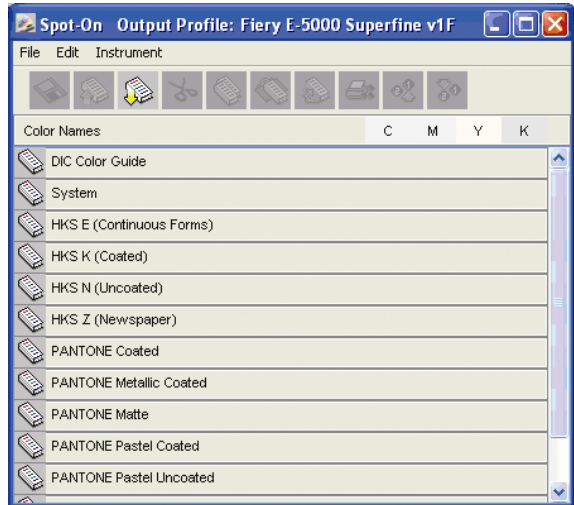 Spot-On Output Profile: Fiery E-5000 Superfine v1F
File Edit Instrument
Color Names C M Y K
DIC Color Guide
System
HKS E (Continuous Forms)
HKS K (Coated)
HKS N (Uncoated)
HKS Z (Newspaper)
PANTONE Coated
PANTONE Metallic Coated
PANTONE Matte
PANTONE Pastel Coated
PANTONE Pastel Uncoated